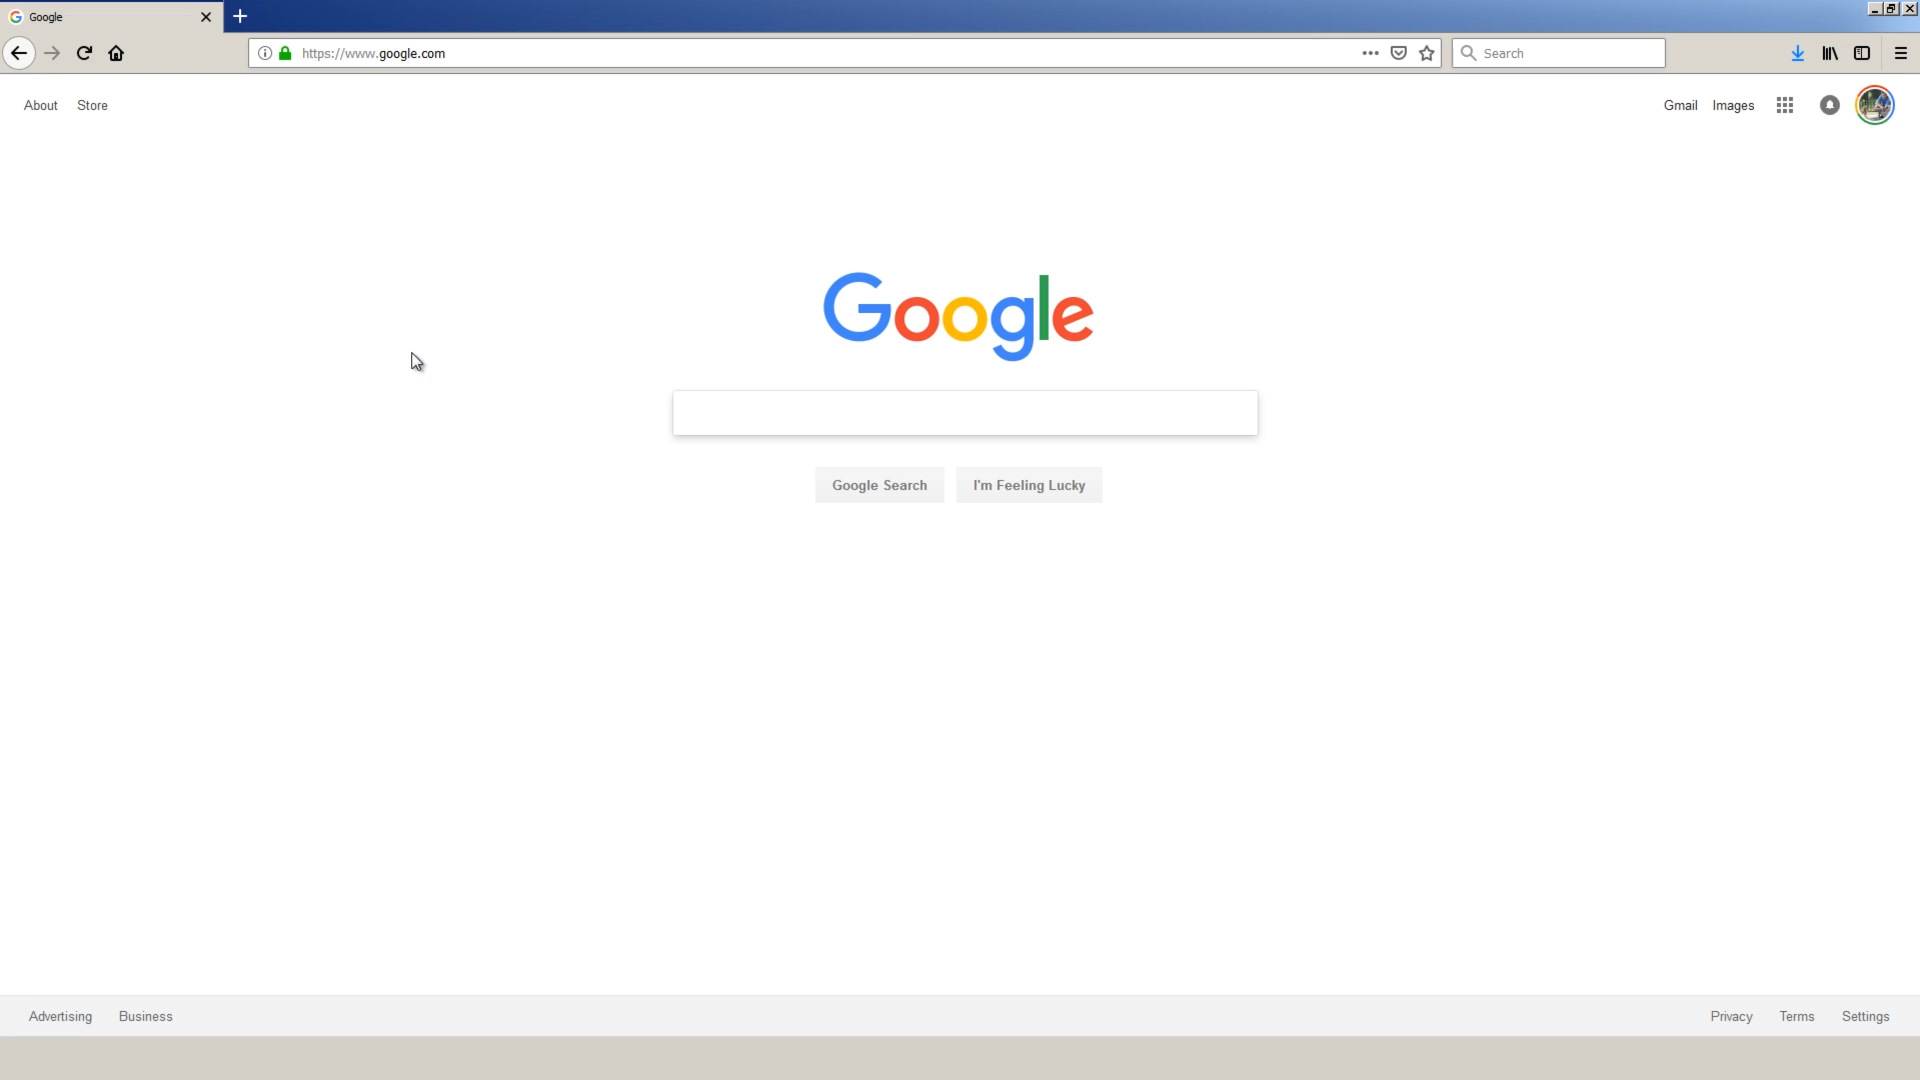 Google
https://www.google.com
Search
About Store
Gmail Images
Google
Google Search I'm Feeling Lucky
Advertising Business
Privacy Terms Settings